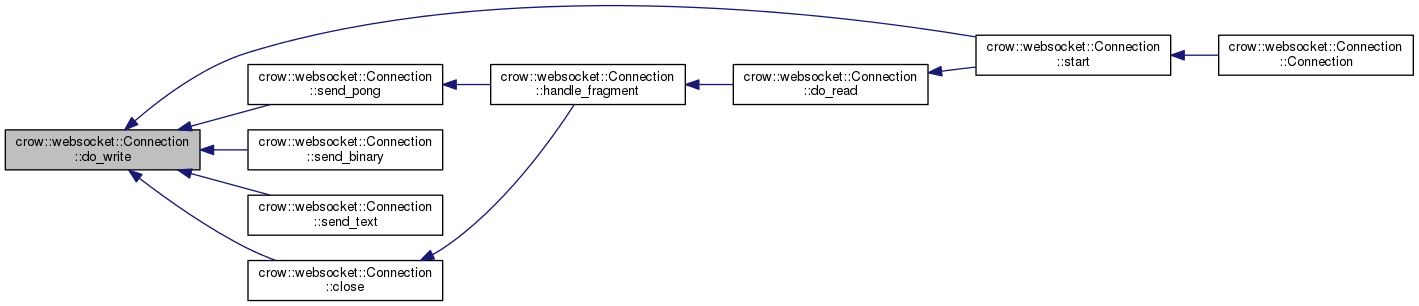 crow::websocket::Connection
::do_write
crow::websocket::Connection
::send_pong
crow::websocket::Connection
::send_binary
crow::websocket::Connection
::send_text
crow::websocket::Connection
::close
crow::websocket::Connection
::handle_fragment
crow::websocket::Connection
::do_read
crow::websocket::Connection
::start
crow::websocket::Connection
::Connection